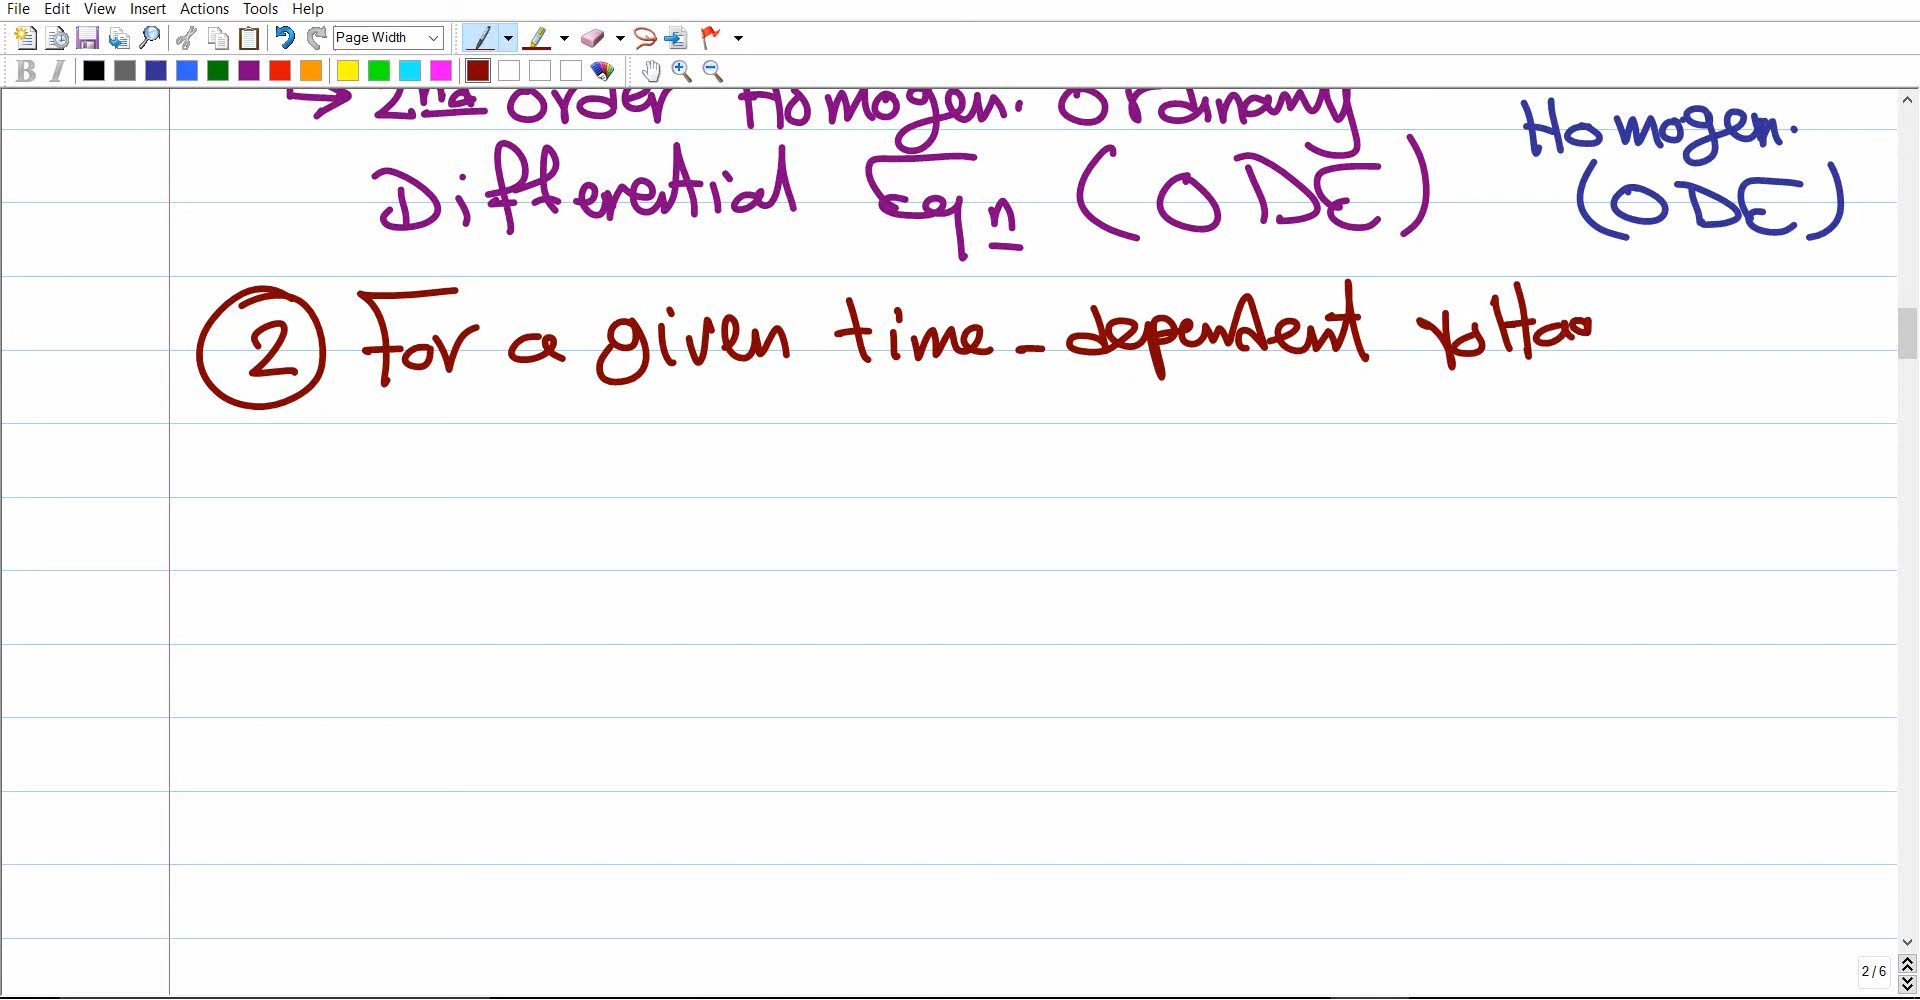 File Edit View Insert Actions Tools Help
Page Width
B I
→ 2nd Order Homogen. Ordinary
Differential Eqn (ODE)
Homogen.
(ODE)
2 For a given time-dependent voltag
2 / 6